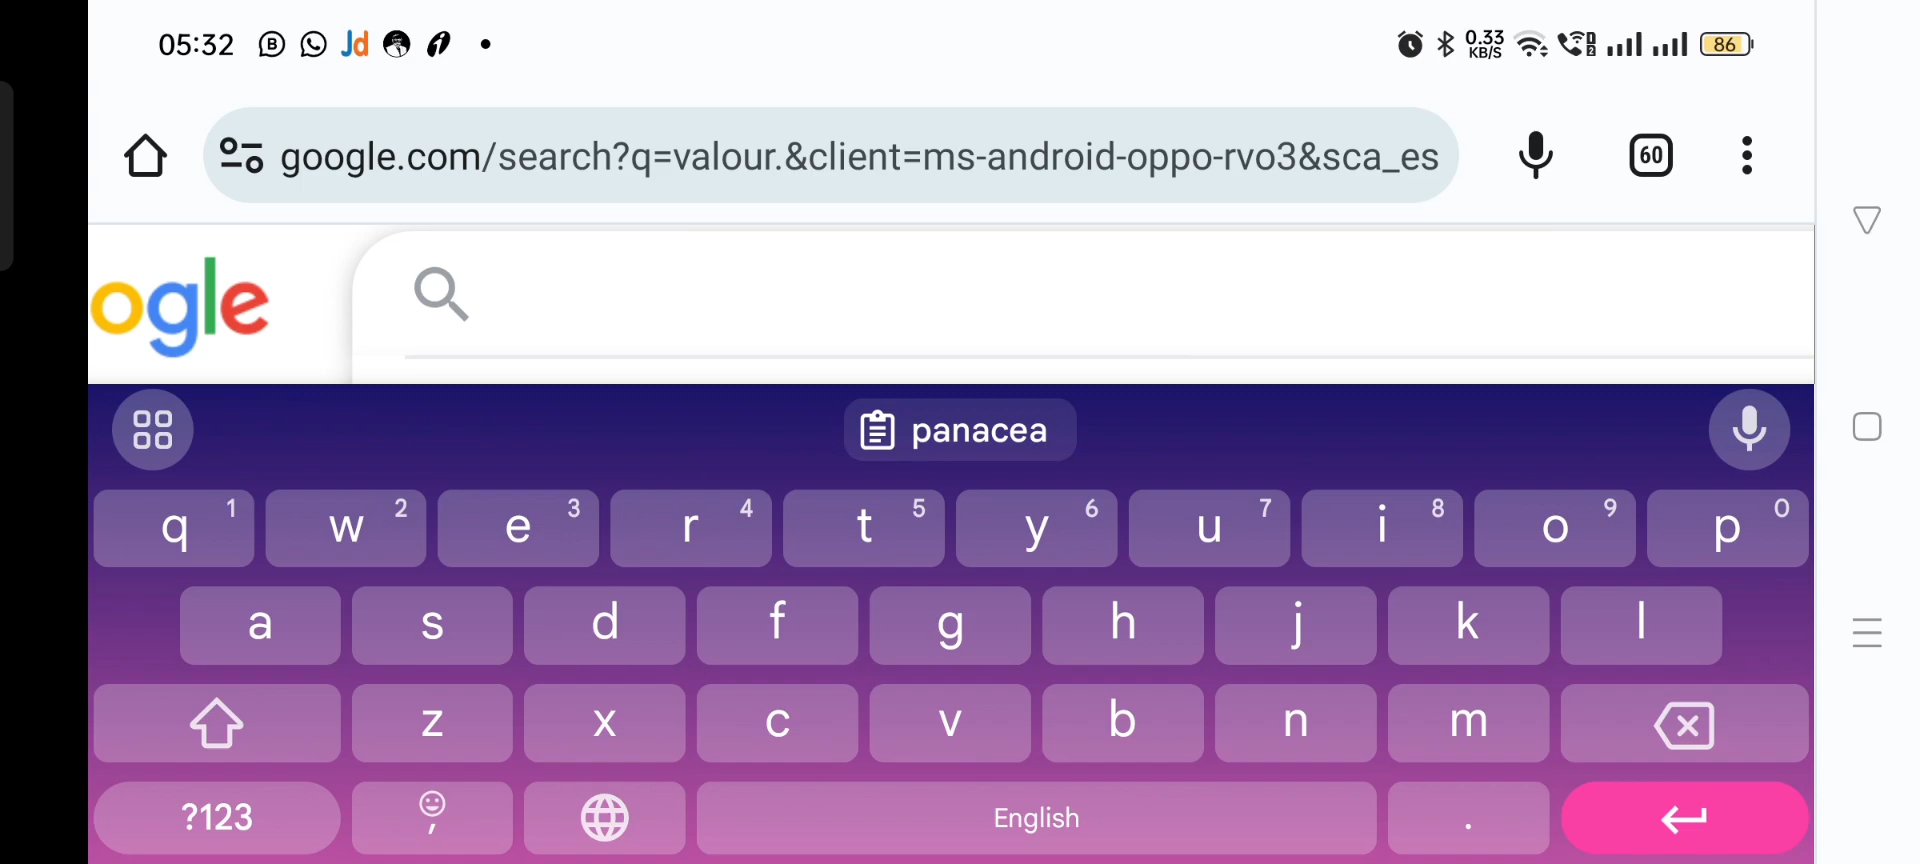 05:32 Jd 0.33 KB/S 86
google.com/search?q=valour.&client=ms-android-oppo-rvo3&sca_es 60
ogle
panacea
q 1 w 2 e 3 r 4 t 5 y 6 u 7 i 8 o 9 p 0
a s d f g h j k l
z x c v b n m
?123 , English .